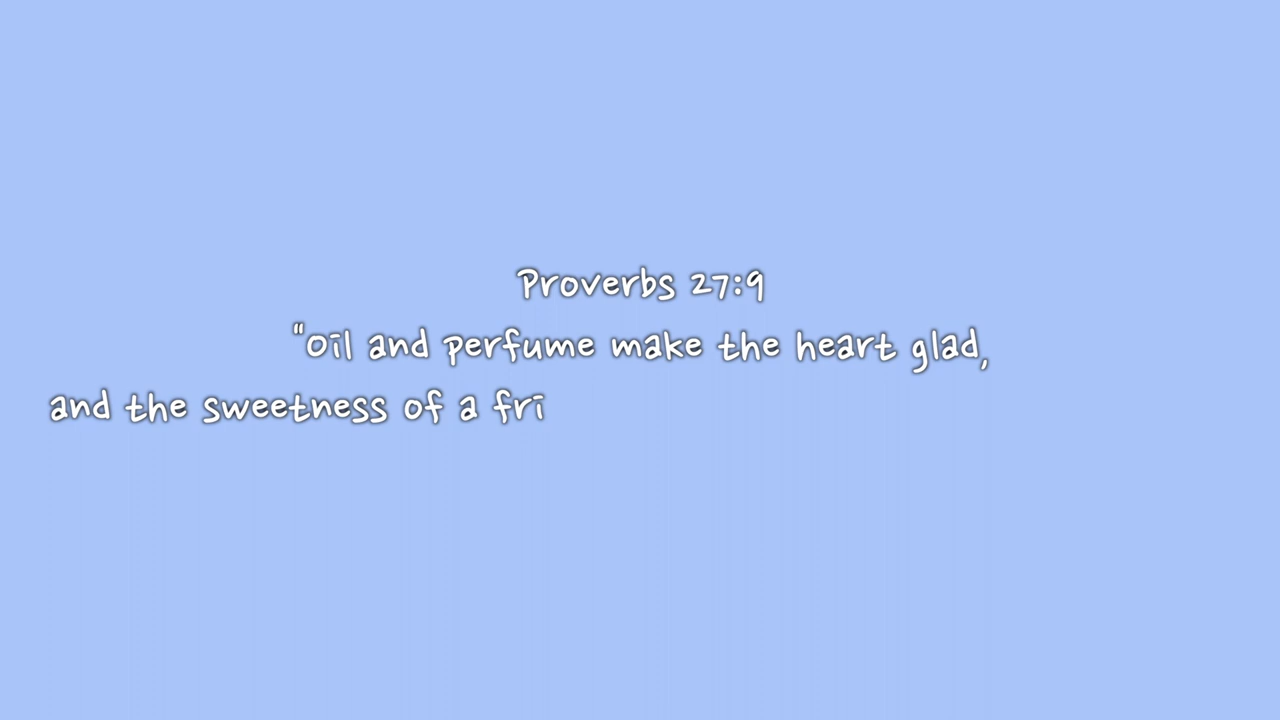 Proverbs 27:9
"Oil and perfume make the heart glad,
and the sweetness of a fri